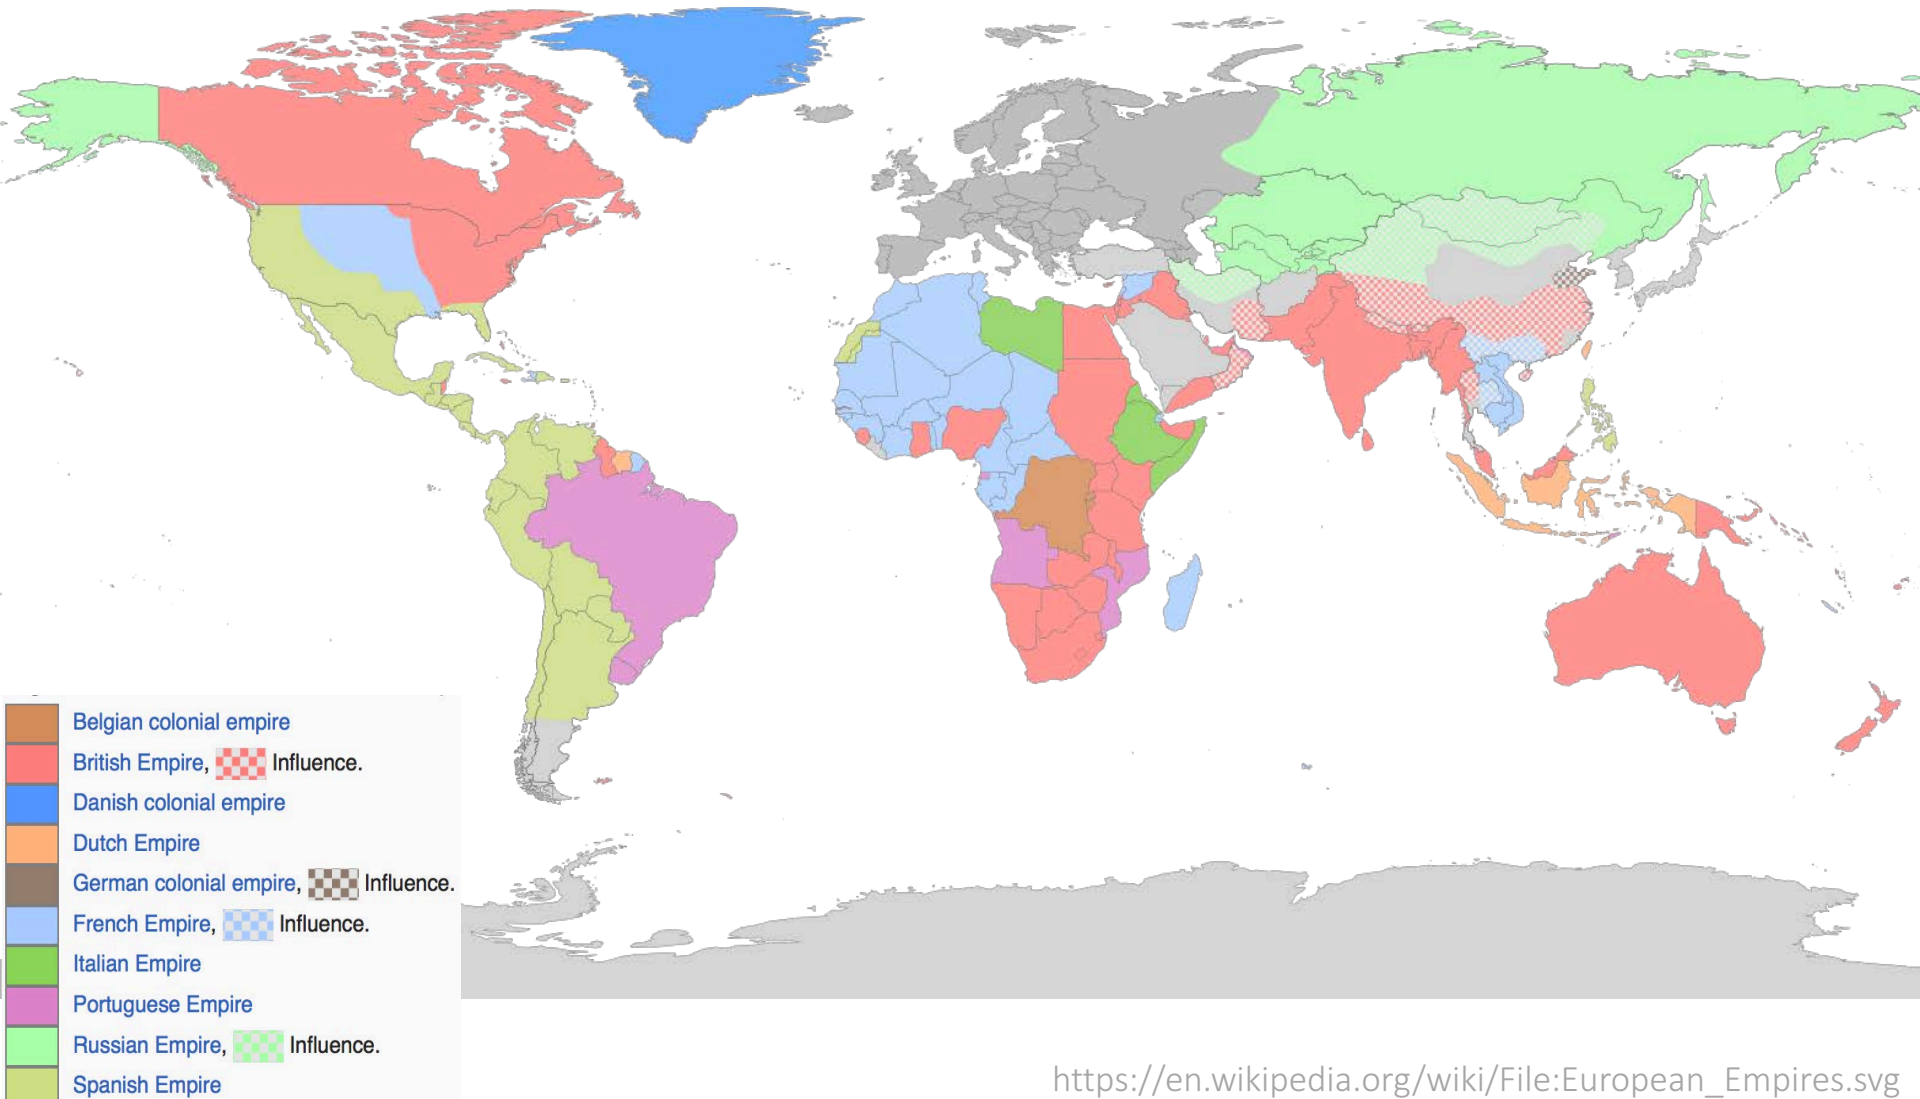 Belgian colonial empire
British Empire, Influence.
Danish colonial empire
Dutch Empire
German colonial empire, Influence.
French Empire, Influence.
Italian Empire
Portuguese Empire
Russian Empire, Influence.
Spanish Empire
https://en.wikipedia.org/wiki/File:European_Empires.svg